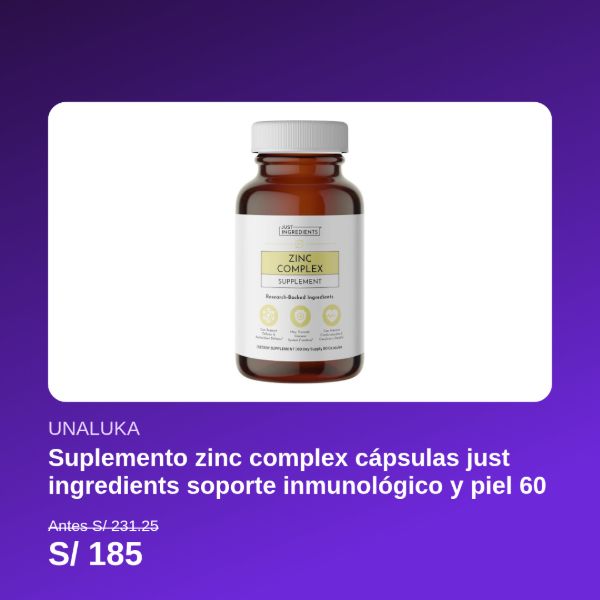 JUST
INGREDIENTS
ZINC
COMPLEX
SUPPLEMENT
Research-Backed Ingredients
UNALUKA
Suplemento zinc complex cápsulas just
ingredients soporte inmunológico y piel 60
Antes S/ 231.25
S/ 185